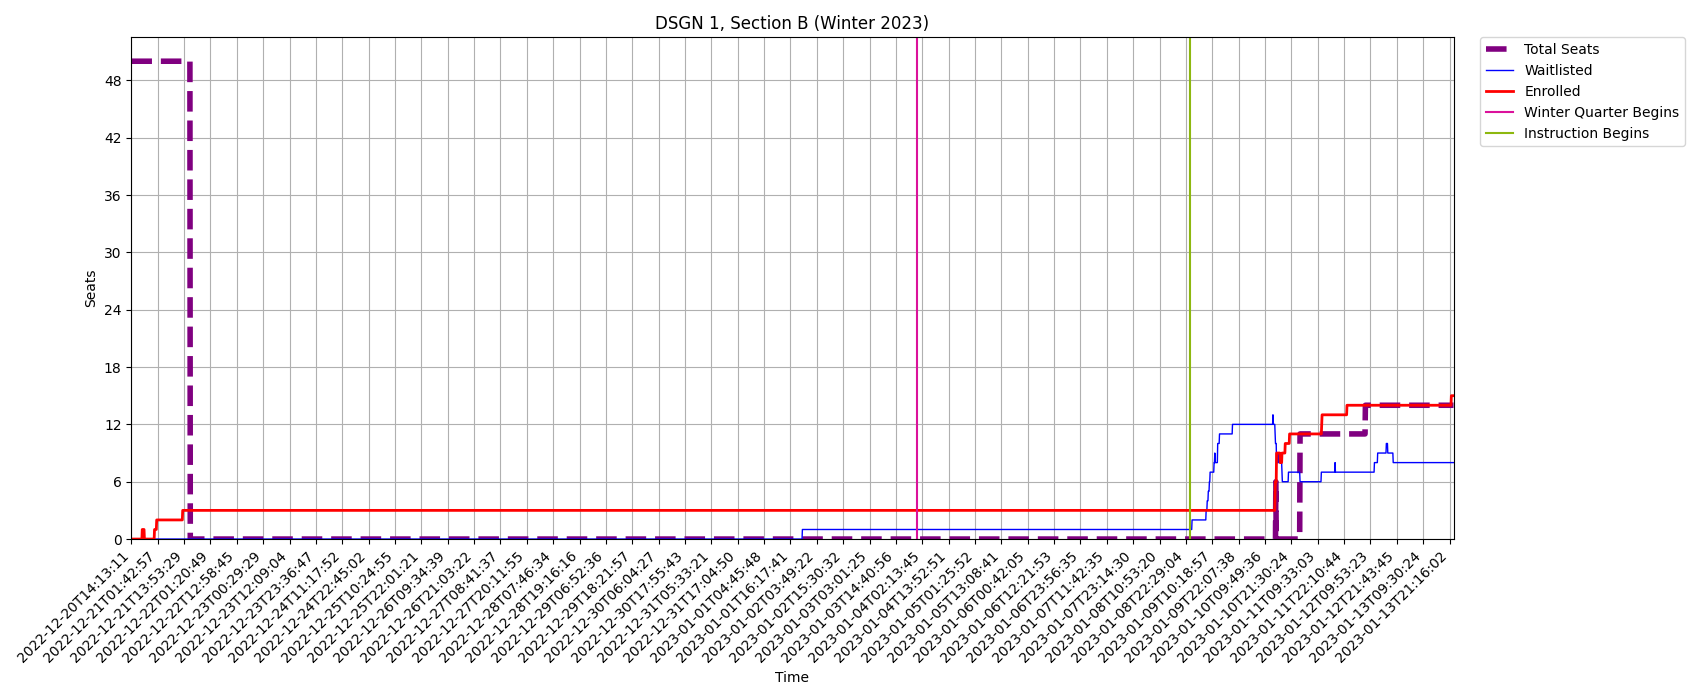 DSGN 1, Section B (Winter 2023)
Total Seats
Waitlisted
Enrolled
Winter Quarter Begins
Instruction Begins
Seats
48
42
36
30
24
18
12
6
0
2022-12-20T14:13:11
2022-12-21T01:42:57
2022-12-21T13:53:29
2022-12-22T01:20:49
2022-12-22T12:58:45
2022-12-23T00:29:29
2022-12-23T12:09:04
2022-12-23T23:36:47
2022-12-24T11:17:52
2022-12-24T22:45:02
2022-12-25T10:24:55
2022-12-25T22:01:21
2022-12-26T09:34:39
2022-12-26T21:03:22
2022-12-27T08:41:37
2022-12-27T20:11:55
2022-12-28T07:46:34
2022-12-28T19:16:16
2022-12-29T06:52:36
2022-12-29T18:21:57
2022-12-30T06:04:27
2022-12-30T17:55:43
2022-12-31T05:33:21
2022-12-31T17:04:50
2023-01-01T04:45:48
2023-01-01T16:17:41
2023-01-02T03:49:22
2023-01-02T15:30:32
2023-01-03T03:01:25
2023-01-03T14:40:56
2023-01-04T02:13:45
2023-01-04T13:52:51
2023-01-05T01:25:52
2023-01-05T13:08:41
2023-01-06T00:42:05
2023-01-06T12:21:53
2023-01-06T23:56:35
2023-01-07T11:42:35
2023-01-07T23:14:30
2023-01-08T10:53:20
2023-01-08T22:29:04
2023-01-09T10:18:57
2023-01-09T22:07:38
2023-01-10T09:49:36
2023-01-10T21:30:24
2023-01-11T09:33:03
2023-01-11T22:10:44
2023-01-12T09:53:23
2023-01-12T21:43:45
2023-01-13T09:30:24
2023-01-13T21:16:02
Time